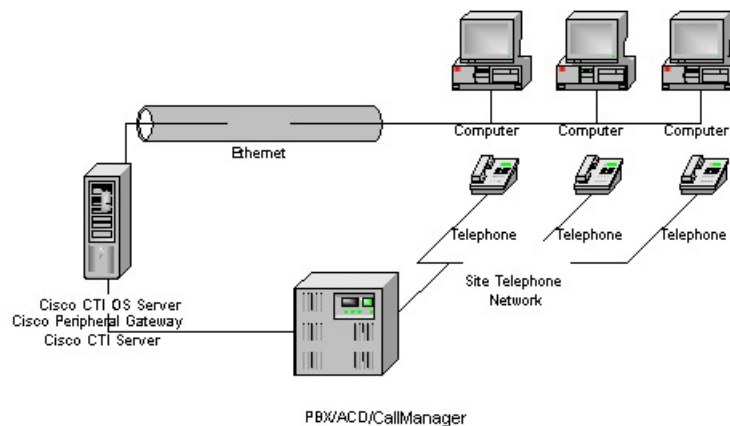 Computer
Computer
Computer
Ethernet
Telephone
Telephone
Telephone
Site Telephone
Network
Cisco CTI OS Server
Cisco Peripheral Gateway
Cisco CTI Server
PBX/ACD/CallManager